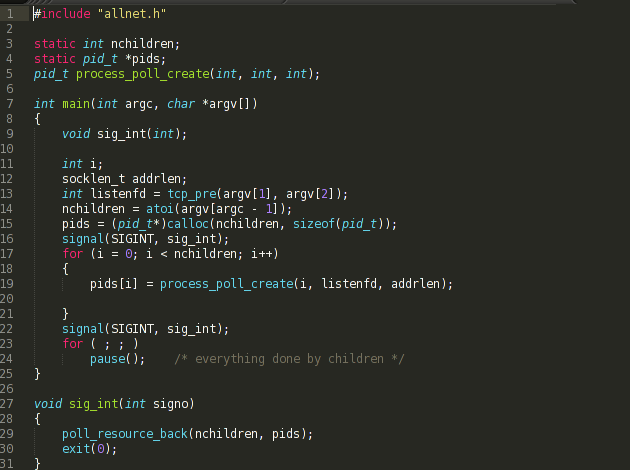 1 #include "allnet.h"
2
3 static int nchildren;
4 static pid_t *pids;
5 pid_t process_poll_create(int, int, int);
6
7 int main(int argc, char *argv[])
8 {
9     void sig_int(int);
10
11     int i;
12     socklen_t addrlen;
13     int listenfd = tcp_pre(argv[1], argv[2]);
14     nchildren = atoi(argv[argc - 1]);
15     pids = (pid_t*)calloc(nchildren, sizeof(pid_t));
16     signal(SIGINT, sig_int);
17     for (i = 0; i < nchildren; i++)
18     {
19         pids[i] = process_poll_create(i, listenfd, addrlen);
20
21     }
22     signal(SIGINT, sig_int);
23     for ( ; ; )
24         pause();    /* everything done by children */
25 }
26
27 void sig_int(int signo)
28 {
29     poll_resource_back(nchildren, pids);
30     exit(0);
31 }